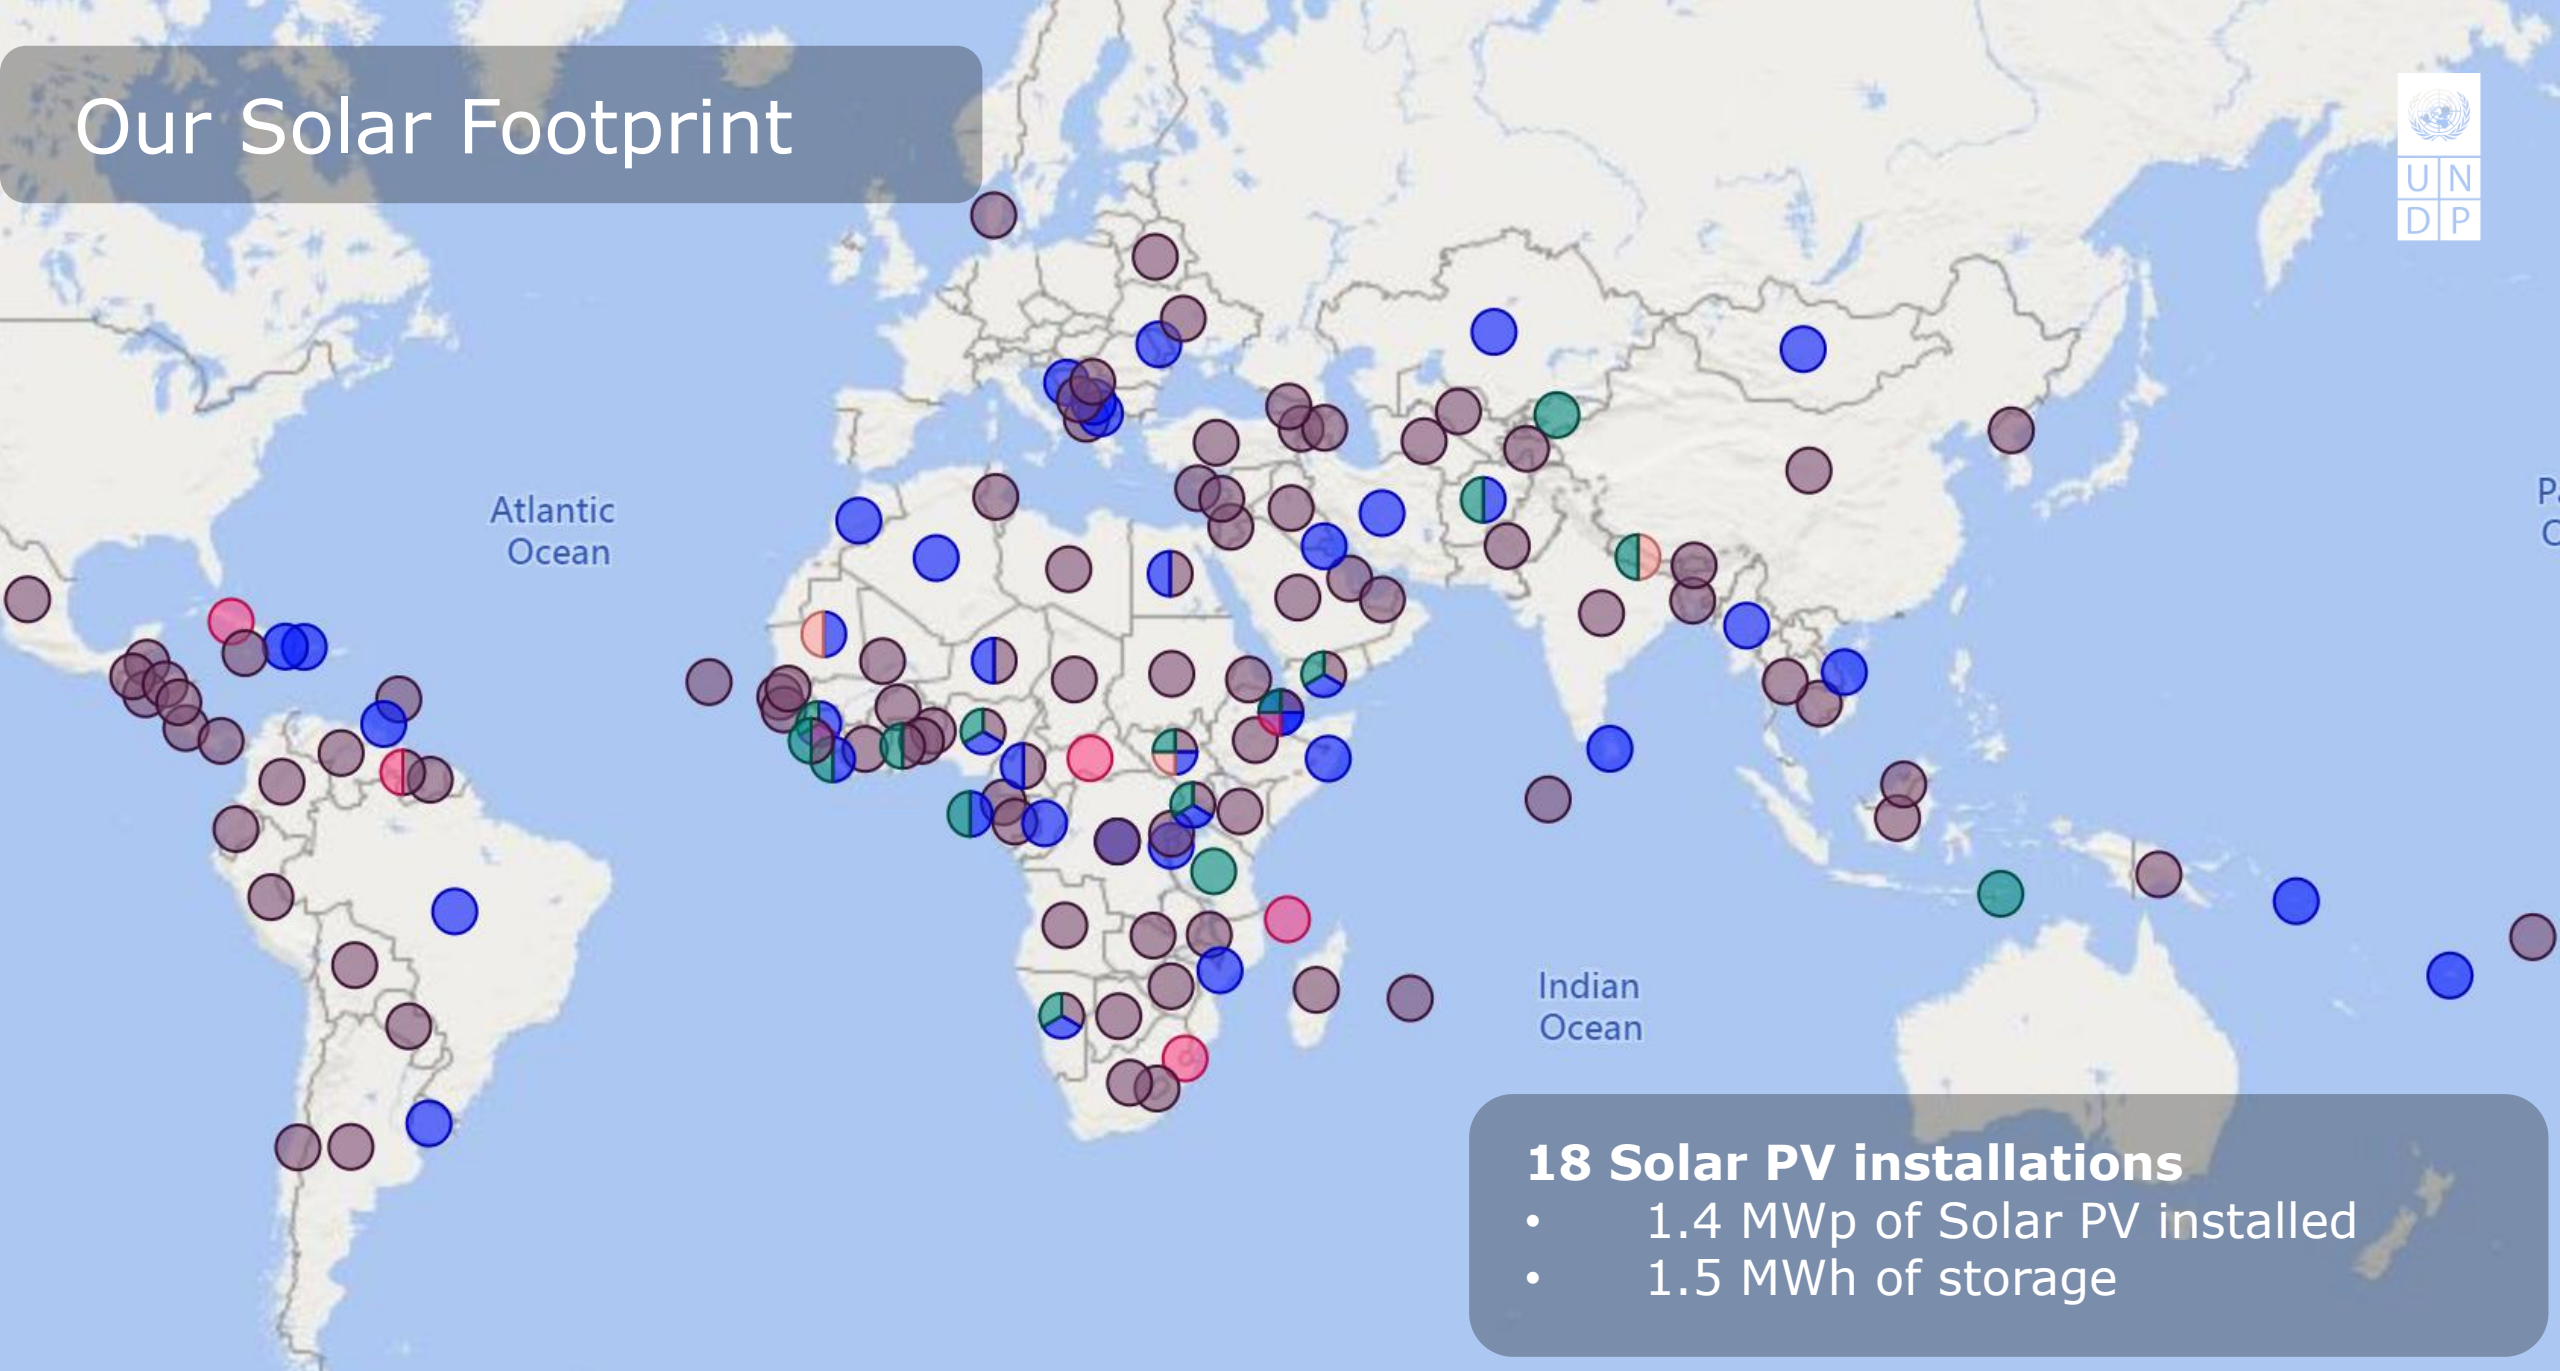 Our Solar Footprint
U N
D P
Atlantic
Ocean
Indian
Ocean
18 Solar PV installations
• 1.4 MWp of Solar PV installed
• 1.5 MWh of storage